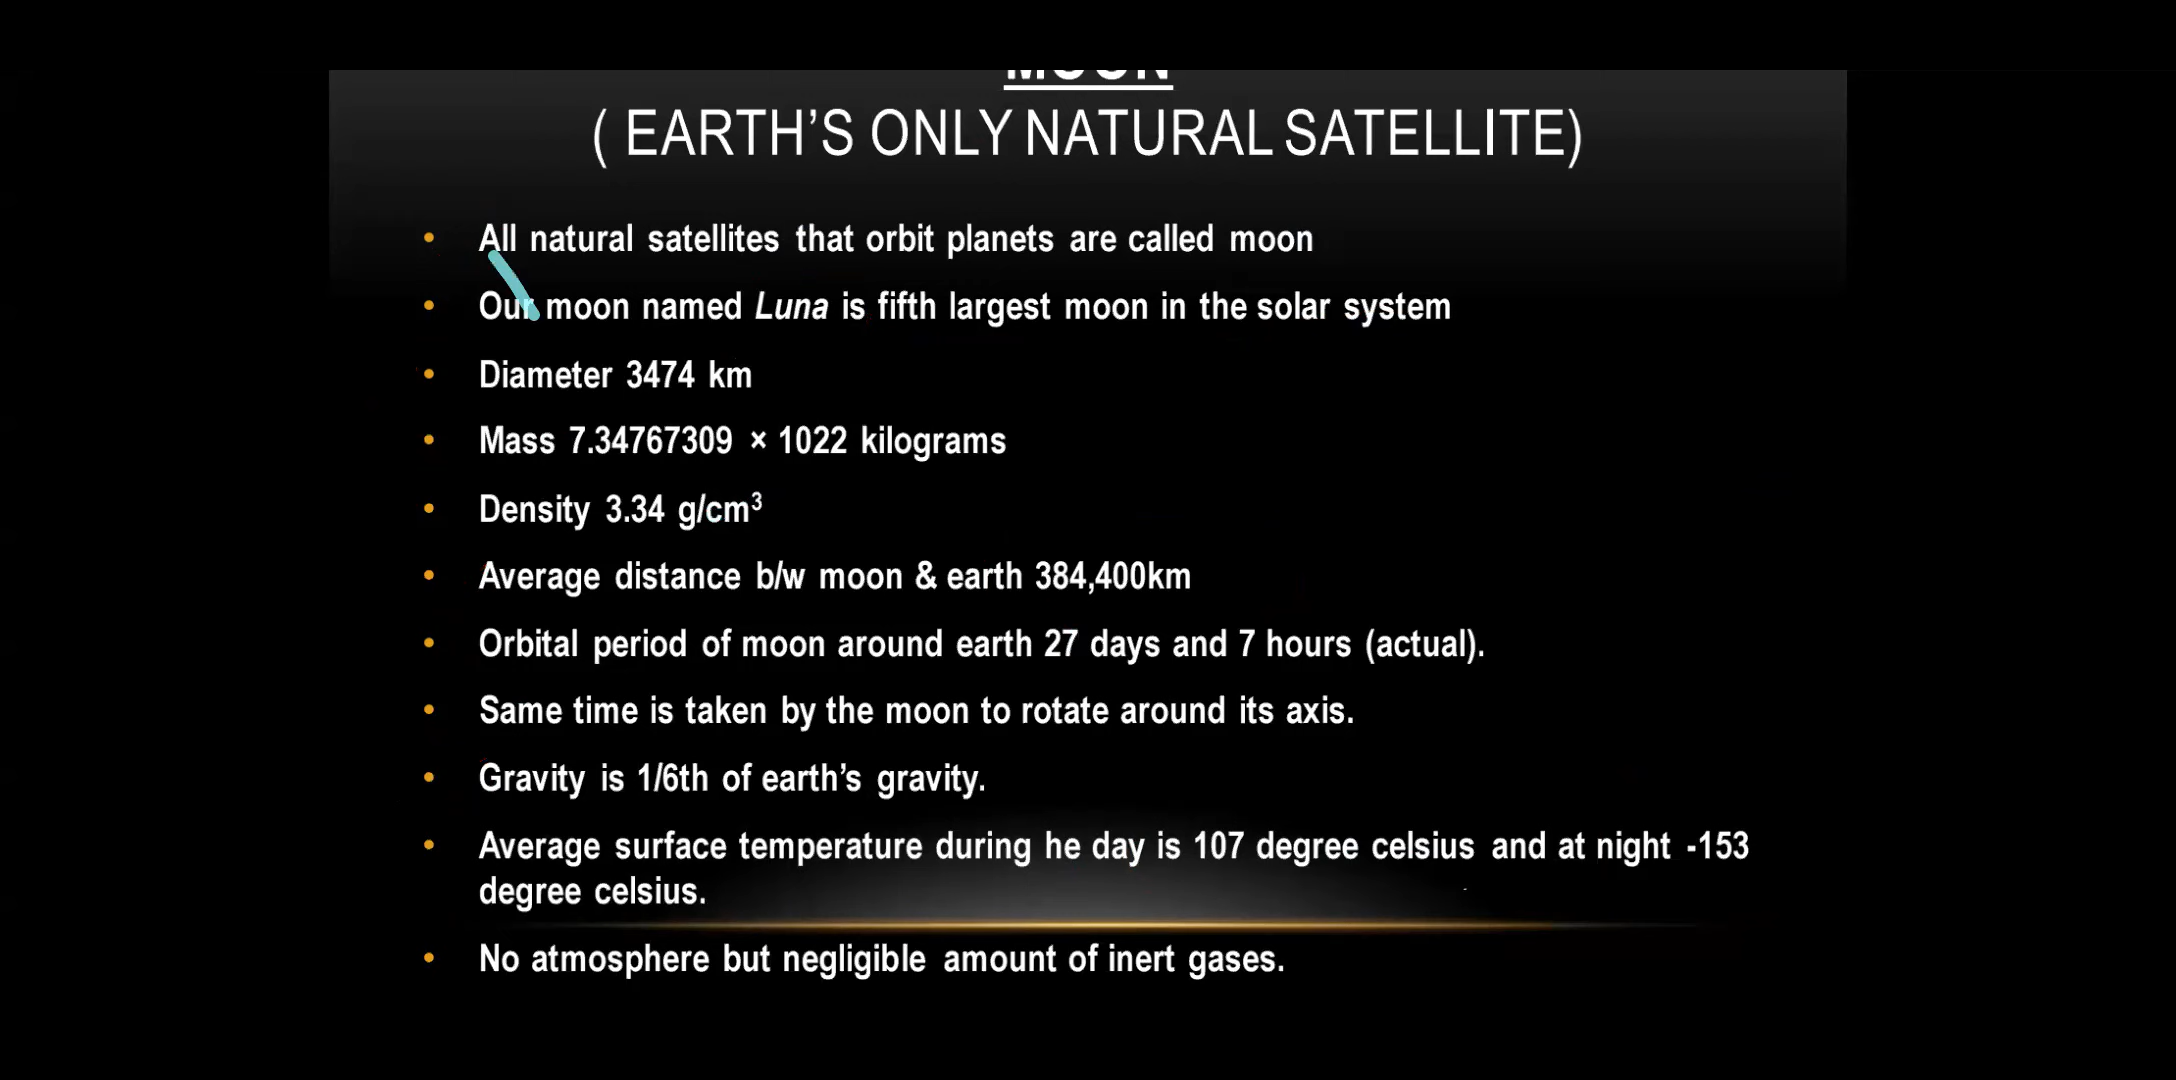 MOON
( EARTH'S ONLY NATURAL SATELLITE)
• All natural satellites that orbit planets are called moon
• Our moon named Luna is fifth largest moon in the solar system
• Diameter 3474 km
• Mass 7.34767309 × 1022 kilograms
• Density 3.34 g/cm³
• Average distance b/w moon & earth 384,400km
• Orbital period of moon around earth 27 days and 7 hours (actual).
• Same time is taken by the moon to rotate around its axis.
• Gravity is 1/6th of earth's gravity.
• Average surface temperature during he day is 107 degree celsius and at night -153
degree celsius.
• No atmosphere but negligible amount of inert gases.